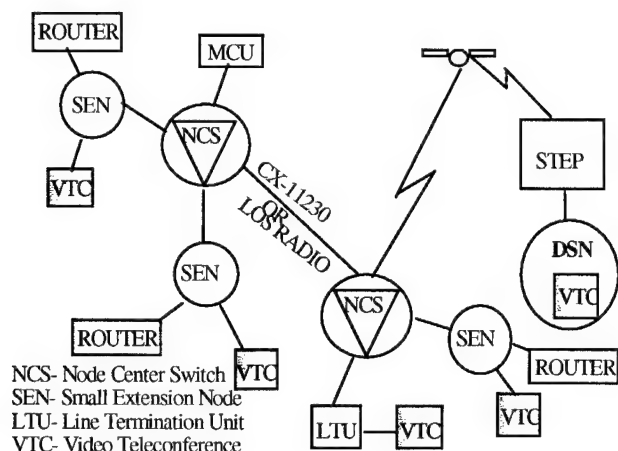 ROUTER
MCU
SEN
NCS
VTC
CX-11230
OR
LOS RADIO
STEP
DSN
VTC
SEN
NCS
SEN
ROUTER
VTC
ROUTER
VTC
LTU
VTC
NCS- Node Center Switch
SEN- Small Extension Node
LTU- Line Termination Unit
VTC- Video Teleconference